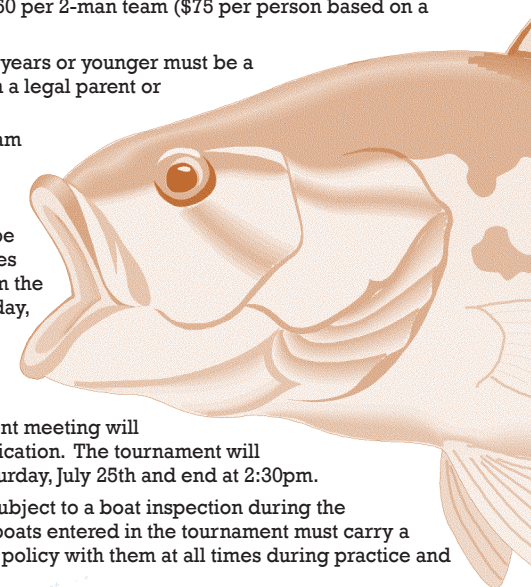 60 per 2-man team ($75 per person based on a
years or younger must be a
a legal parent or
am
be
es
n the
day,
nt meeting will
ication. The tournament will
urday, July 25th and end at 2:30pm.
ubject to a boat inspection during the
boats entered in the tournament must carry a
policy with them at all times during practice and